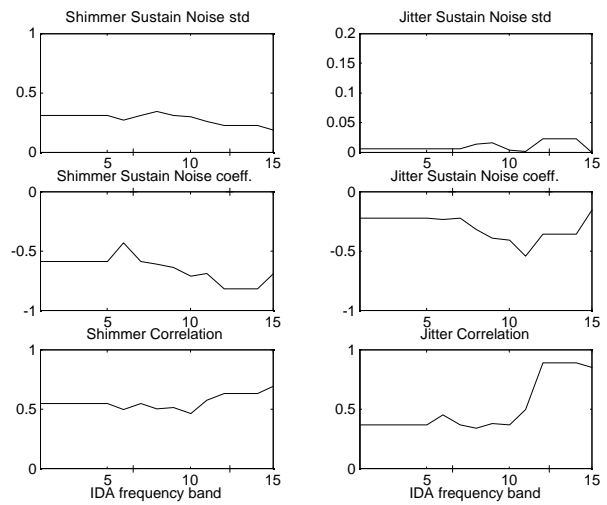 Shimmer Sustain Noise std
1
0.5
0
5 10 15
Jitter Sustain Noise std
0.2
0.15
0.1
0.05
0
5 10 15
Shimmer Sustain Noise coeff.
0
-0.5
-1
5 10 15
Jitter Sustain Noise coeff.
0
-0.5
-1
5 10 15
Shimmer Correlation
1
0.5
0
5 10 15
IDA frequency band
Jitter Correlation
1
0.5
0
5 10 15
IDA frequency band